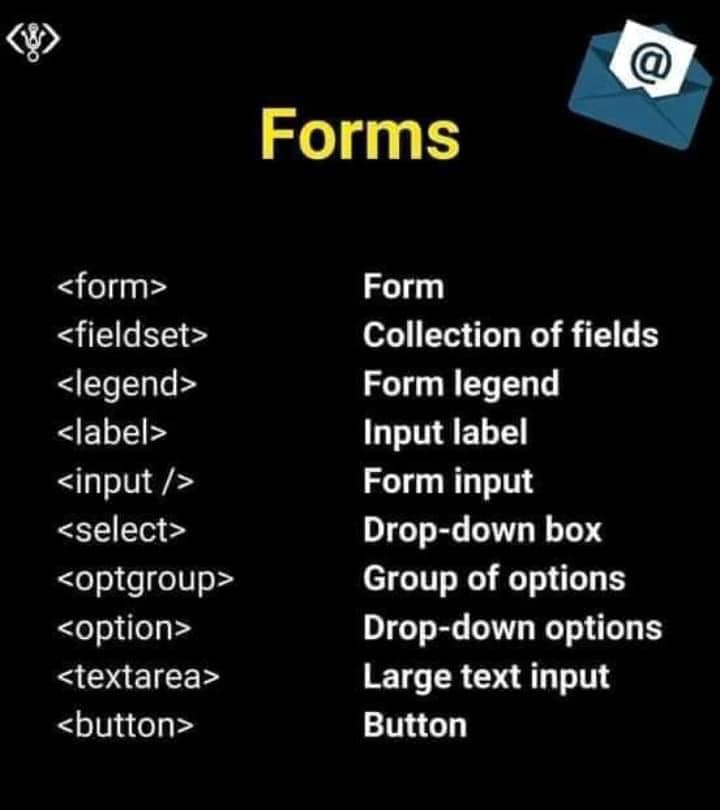 @
Forms
<form> Form
<fieldset> Collection of fields
<legend> Form legend
<label> Input label
<input /> Form input
<select> Drop-down box
<optgroup> Group of options
<option> Drop-down options
<textarea> Large text input
<button> Button